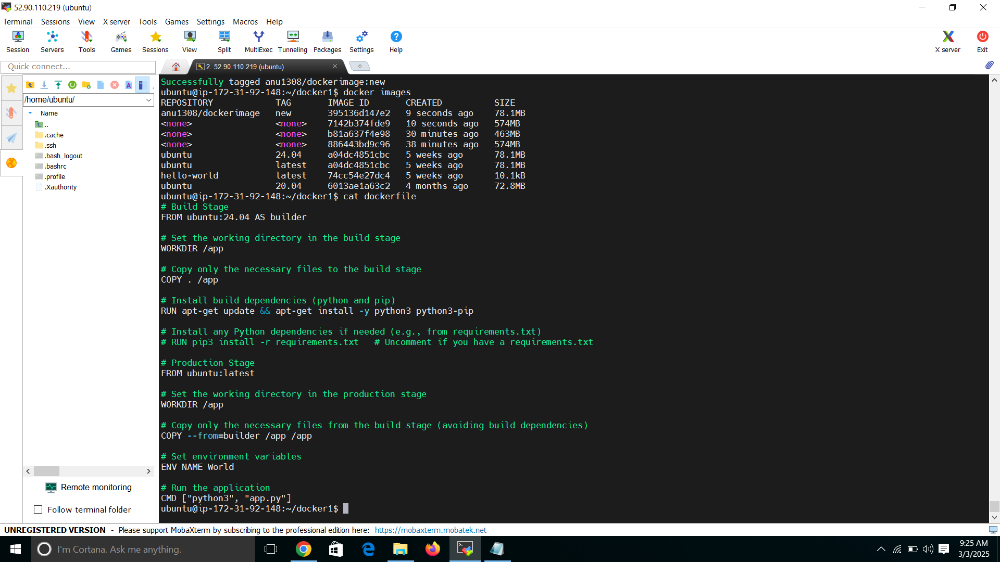 52.90.110.219 (ubuntu)
Terminal Sessions View X server Tools Games Settings Macros Help
Session Servers Tools Games Sessions View Split MultiExec Tunneling Packages Settings Help X server Exit
Quick connect...
2. 52.90.110.219 (ubuntu)
/home/ubuntu/
Name
..
.cache
.ssh
.bash_logout
.bashrc
.profile
.Xauthority
Remote monitoring
Follow terminal folder
Successfully tagged anu1308/dockerimage:new
ubuntu@ip-172-31-92-148:~/docker1$ docker images
REPOSITORY TAG IMAGE ID CREATED SIZE
anu1308/dockerimage new 395136d147e2 9 seconds ago 78.1MB
<none> <none> 7142b374fde9 10 seconds ago 574MB
<none> <none> b81a637f4e98 30 minutes ago 463MB
<none> <none> 886443bd9c96 38 minutes ago 574MB
ubuntu 24.04 a04dc4851cbc 5 weeks ago 78.1MB
ubuntu latest a04dc4851cbc 5 weeks ago 78.1MB
hello-world latest 74cc54e27dc4 5 weeks ago 10.1kB
ubuntu 20.04 6013ae1a63c2 4 months ago 72.8MB
ubuntu@ip-172-31-92-148:~/docker1$ cat dockerfile
# Build Stage
FROM ubuntu:24.04 AS builder
# Set the working directory in the build stage
WORKDIR /app
# Copy only the necessary files to the build stage
COPY . /app
# Install build dependencies (python and pip)
RUN apt-get update && apt-get install -y python3 python3-pip
# Install any Python dependencies if needed (e.g., from requirements.txt)
# RUN pip3 install -r requirements.txt # Uncomment if you have a requirements.txt
# Production Stage
FROM ubuntu:latest
# Set the working directory in the production stage
WORKDIR /app
# Copy only the necessary files from the build stage (avoiding build dependencies)
COPY --from=builder /app /app
# Set environment variables
ENV NAME World
# Run the application
CMD ["python3", "app.py"]
ubuntu@ip-172-31-92-148:~/docker1$
UNREGISTERED VERSION - Please support MobaXterm by subscribing to the professional edition here: https://mobaxterm.mobatek.net
I'm Cortana. Ask me anything.
9:25 AM
3/3/2025